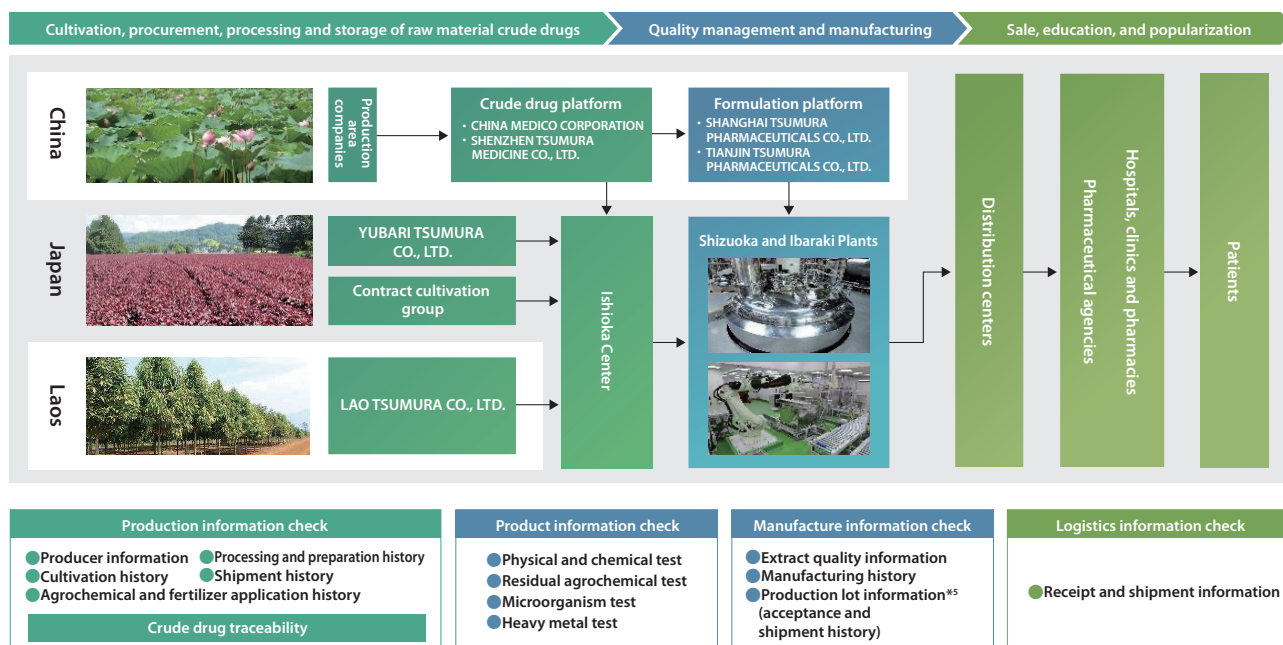 Cultivation, procurement, processing and storage of raw material crude drugs
Quality management and manufacturing
Sale, education, and popularization
China
Production
area
companies
Crude drug platform
・CHINA MEDICO CORPORATION
・SHENZHEN TSUMURA
MEDICINE CO., LTD.
Formulation platform
・SHANGHAI TSUMURA
PHARMACEUTICALS CO., LTD.
・TIANJIN TSUMURA
PHARMACEUTICALS CO., LTD.
Japan
YUBARI TSUMURA
CO., LTD.
Contract cultivation
group
Laos
LAO TSUMURA CO., LTD.
Ishioka Center
Shizuoka and Ibaraki Plants
Distribution centers
Hospitals, clinics and pharmacies
Pharmaceutical agencies
Patients
Production information check
●Producer information
●Processing and preparation history
●Cultivation history
●Shipment history
●Agrochemical and fertilizer application history
Crude drug traceability
Product information check
●Physical and chemical test
●Residual agrochemical test
●Microorganism test
●Heavy metal test
Manufacture information check
●Extract quality information
●Manufacturing history
●Production lot information*5
(acceptance and
shipment history)
Logistics information check
●Receipt and shipment information